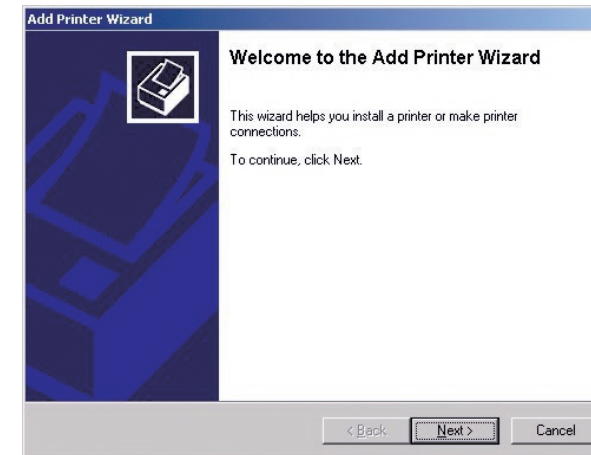 Add Printer Wizard
Welcome to the Add Printer Wizard
This wizard helps you install a printer or make printer
connections.
To continue, click Next.
< Back
Next >
Cancel